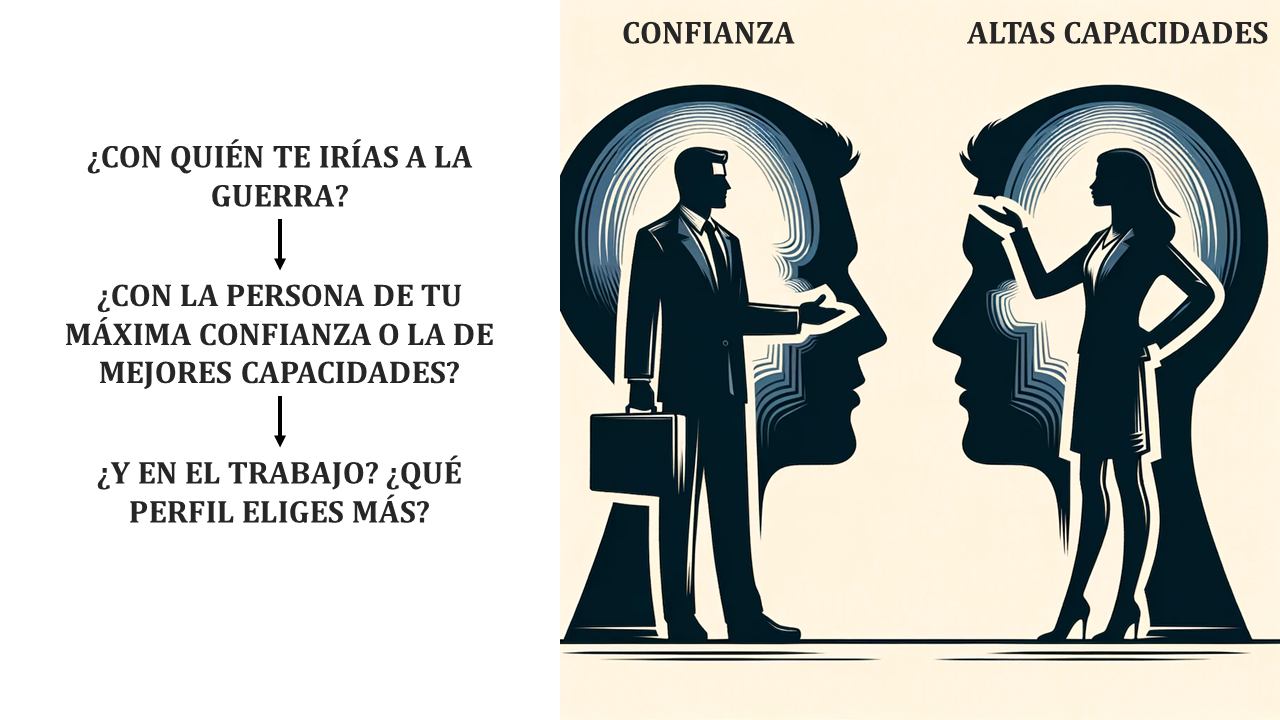 ¿CON QUIÉN TE IRÍAS A LA
GUERRA?
¿CON LA PERSONA DE TU
MÁXIMA CONFIANZA O LA DE
MEJORES CAPACIDADES?
¿Y EN EL TRABAJO? ¿QUÉ
PERFIL ELIGES MÁS?
CONFIANZA
ALTAS CAPACIDADES